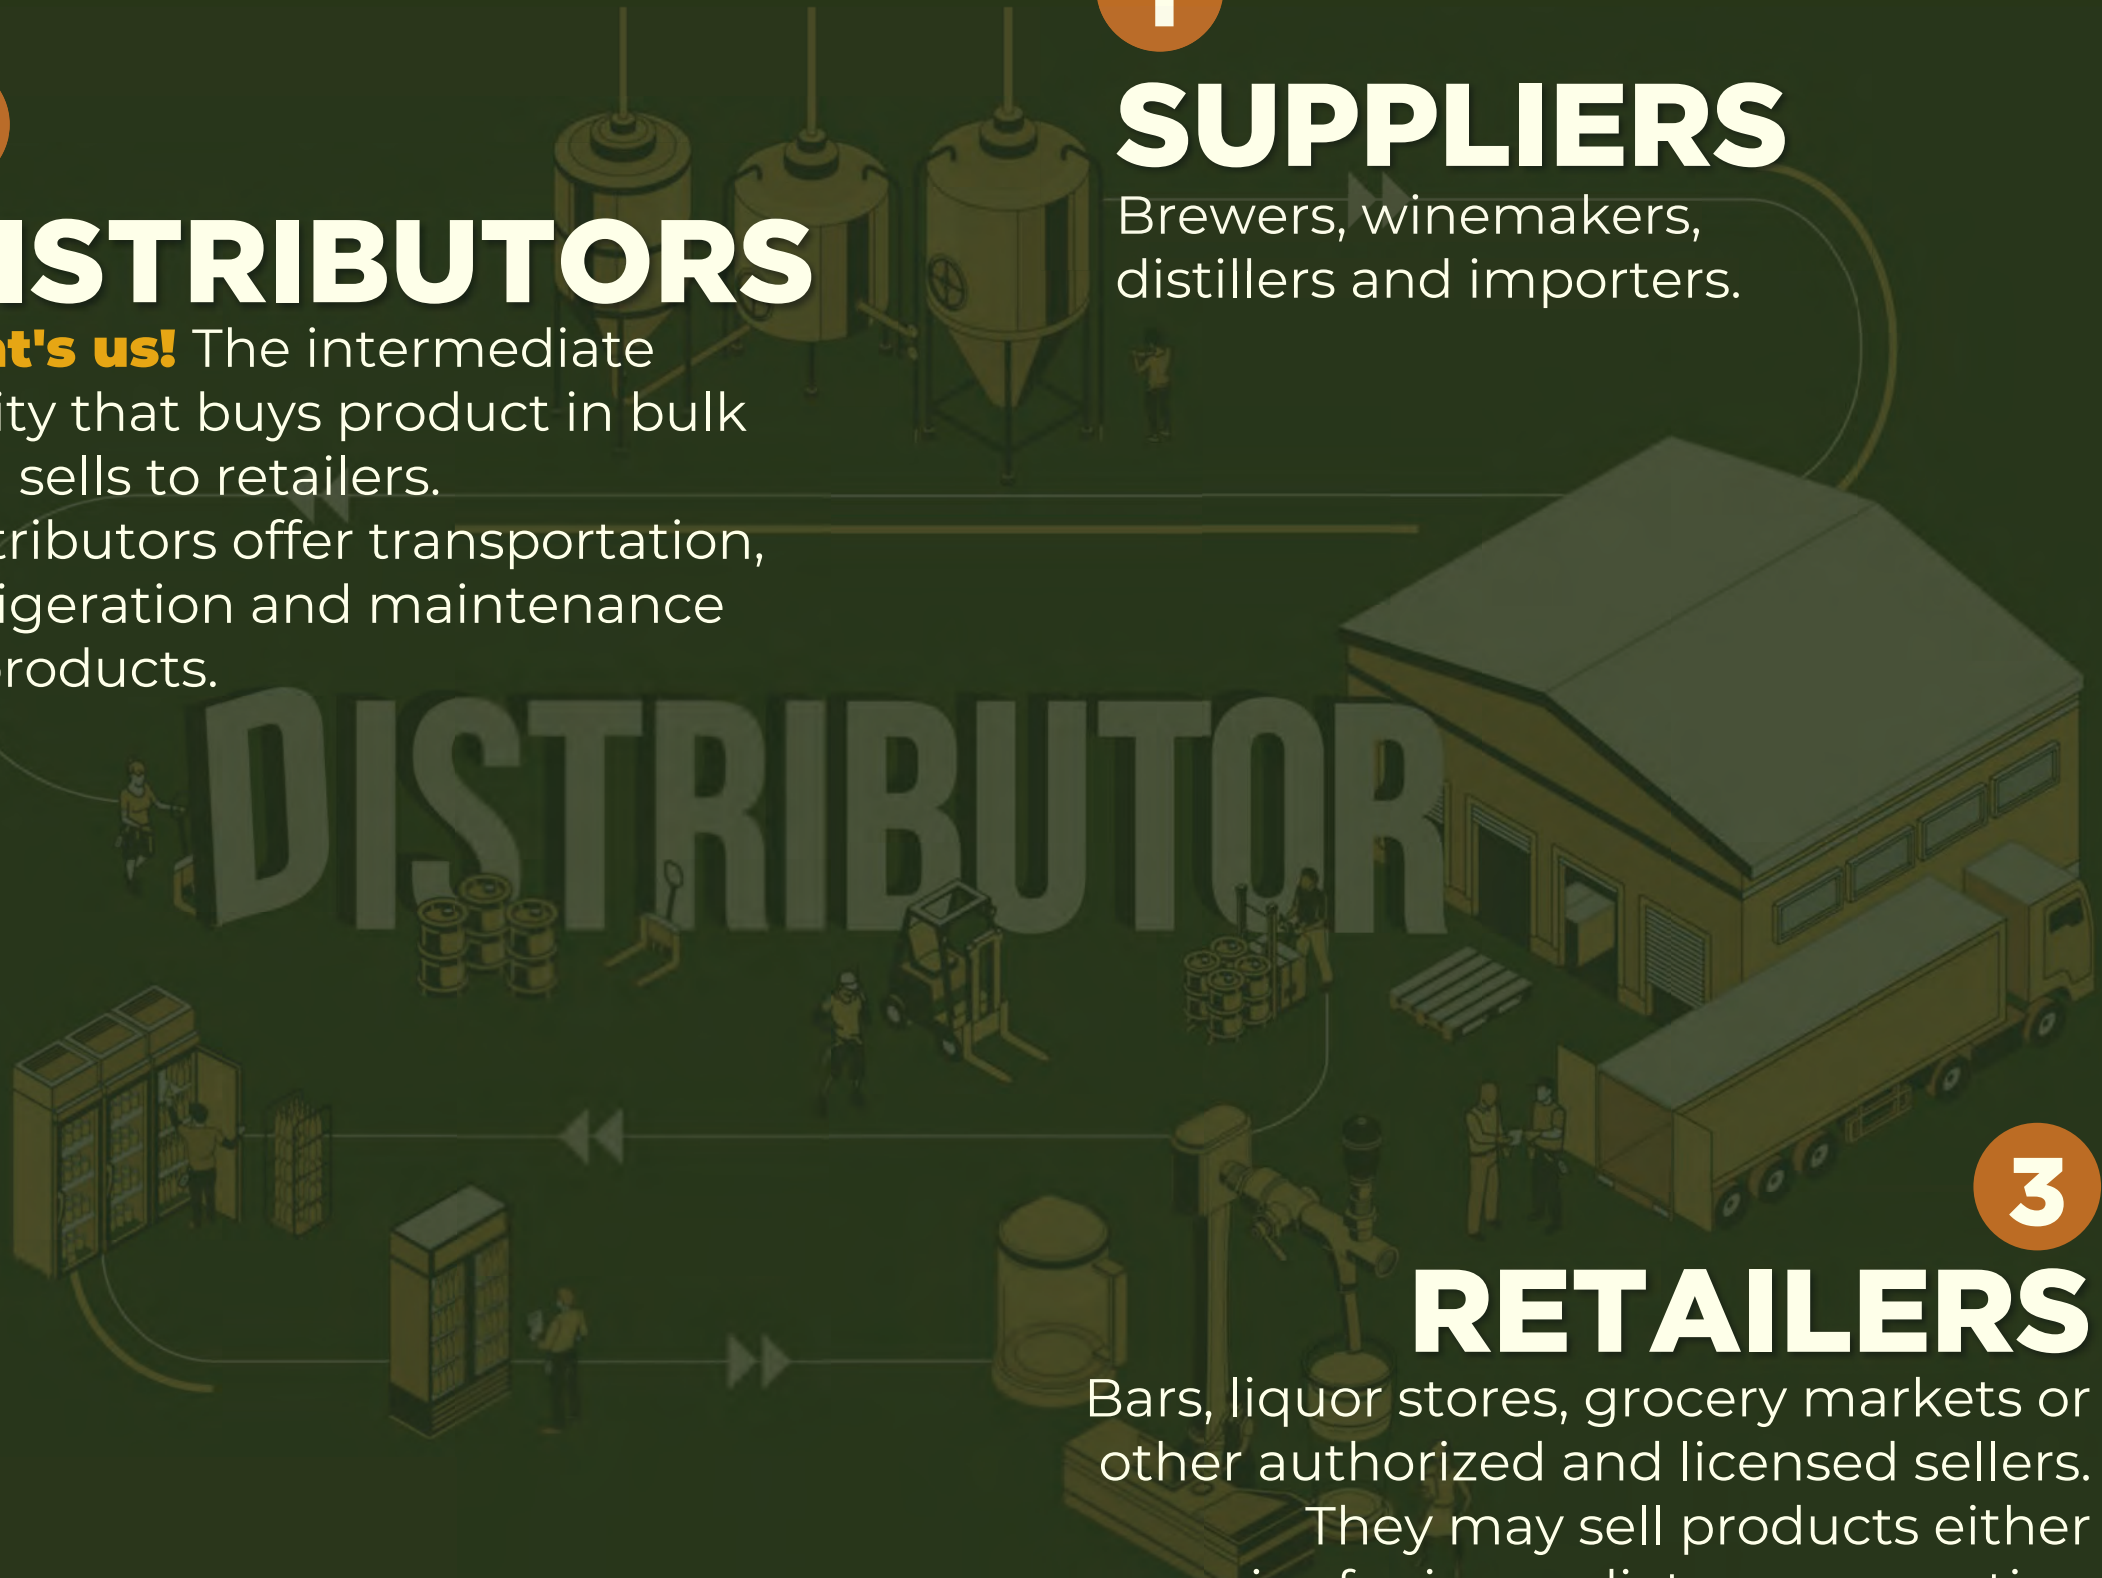 1
SUPPLIERS
Brewers, winemakers,
distillers and importers.
ISTRIBUTORS
at's us! The intermediate
ity that buys product in bulk
sells to retailers.
tributors offer transportation,
igeration and maintenance
roducts.
DISTRIBUTOR
3
RETAILERS
Bars, liquor stores, grocery markets or
other authorized and licensed sellers.
They may sell products either